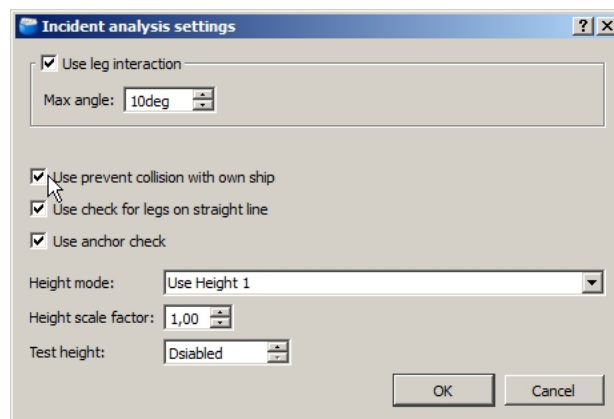 Incident analysis settings
Use leg interaction
Max angle: 10deg
Use prevent collision with own ship
Use check for legs on straight line
Use anchor check
Height mode: Use Height 1
Height scale factor: 1,00
Test height: Dsiabled
OK Cancel